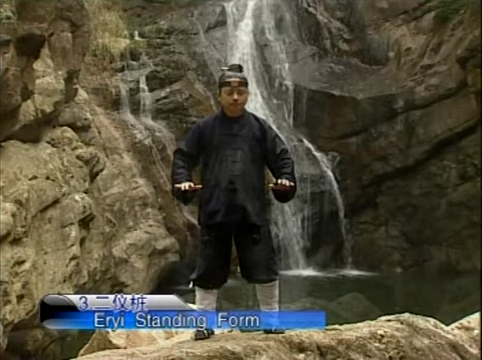 3.二仪桩
Eryi Standing Form